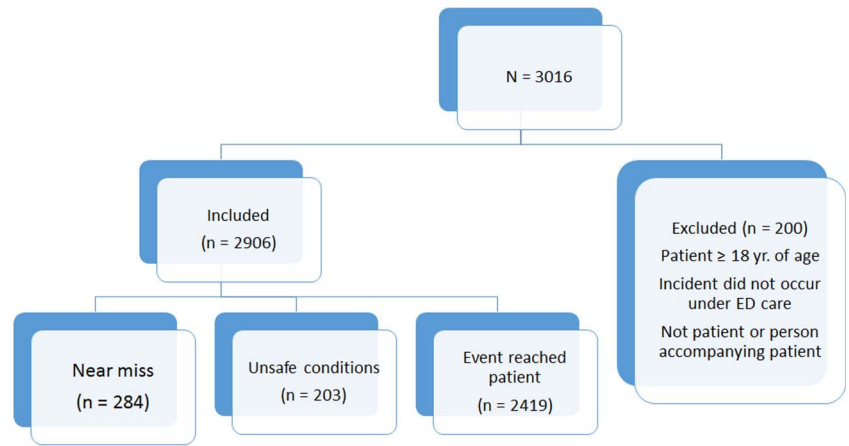 N = 3016
Included
(n = 2906)
Excluded (n = 200)
Patient ≥ 18 yr. of age
Incident did not occur
under ED care
Not patient or person
accompanying patient
Near miss
(n = 284)
Unsafe conditions
(n = 203)
Event reached
patient
(n = 2419)